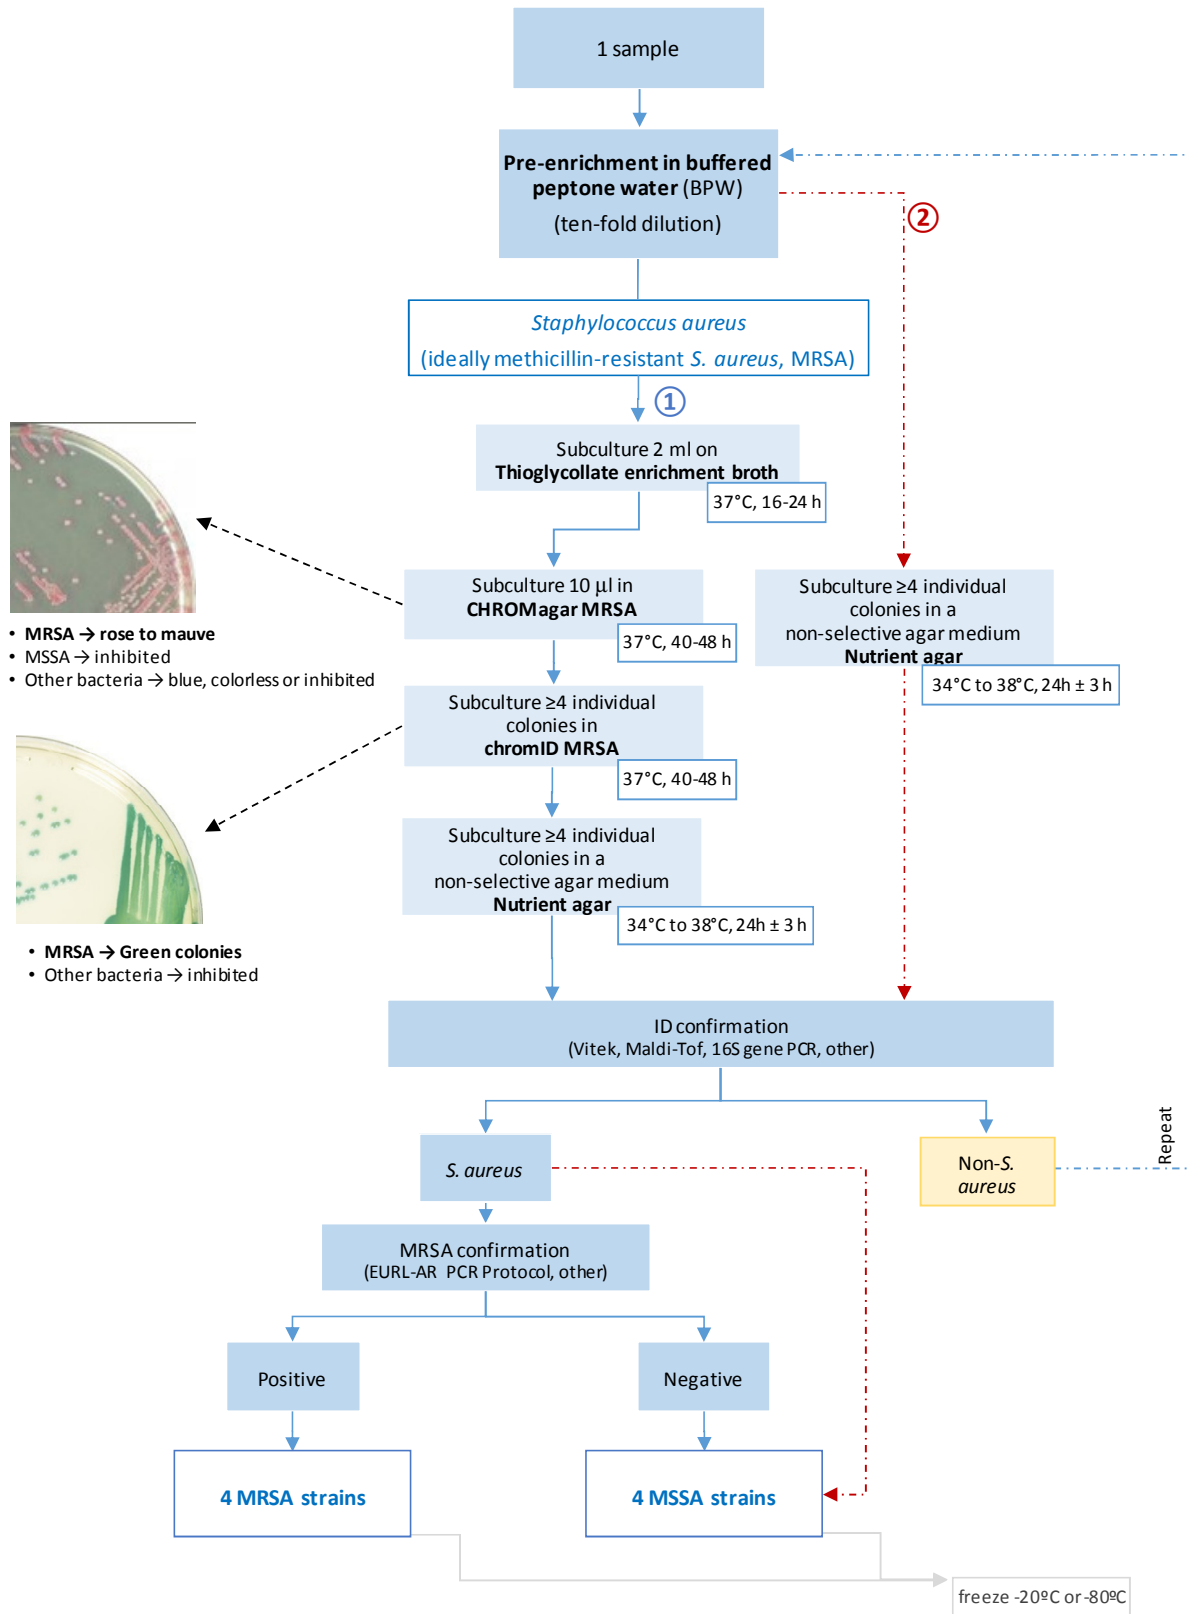 1 sample
Pre-enrichment in buffered
peptone water (BPW)
(ten-fold dilution)
②
Staphylococcus aureus
(ideally methicillin-resistant S. aureus, MRSA)
①
Subculture 2 ml on
Thioglycollate enrichment broth
37°C, 16-24 h
Subculture 10 µl in
CHROMagar MRSA
37°C, 40-48 h
Subculture ≥4 individual
colonies in a
non-selective agar medium
Nutrient agar
34°C to 38°C, 24h ± 3 h
• MRSA → rose to mauve
• MSSA → inhibited
• Other bacteria → blue, colorless or inhibited
Subculture ≥4 individual
colonies in
chromID MRSA
37°C, 40-48 h
Subculture ≥4 individual
colonies in a
non-selective agar medium
Nutrient agar
34°C to 38°C, 24h ± 3 h
• MRSA → Green colonies
• Other bacteria → inhibited
ID confirmation
(Vitek, Maldi-Tof, 16S gene PCR, other)
Repeat
S. aureus
Non-S.
aureus
MRSA confirmation
(EURL-AR PCR Protocol, other)
Positive
Negative
4 MRSA strains
4 MSSA strains
freeze -20ºC or -80ºC